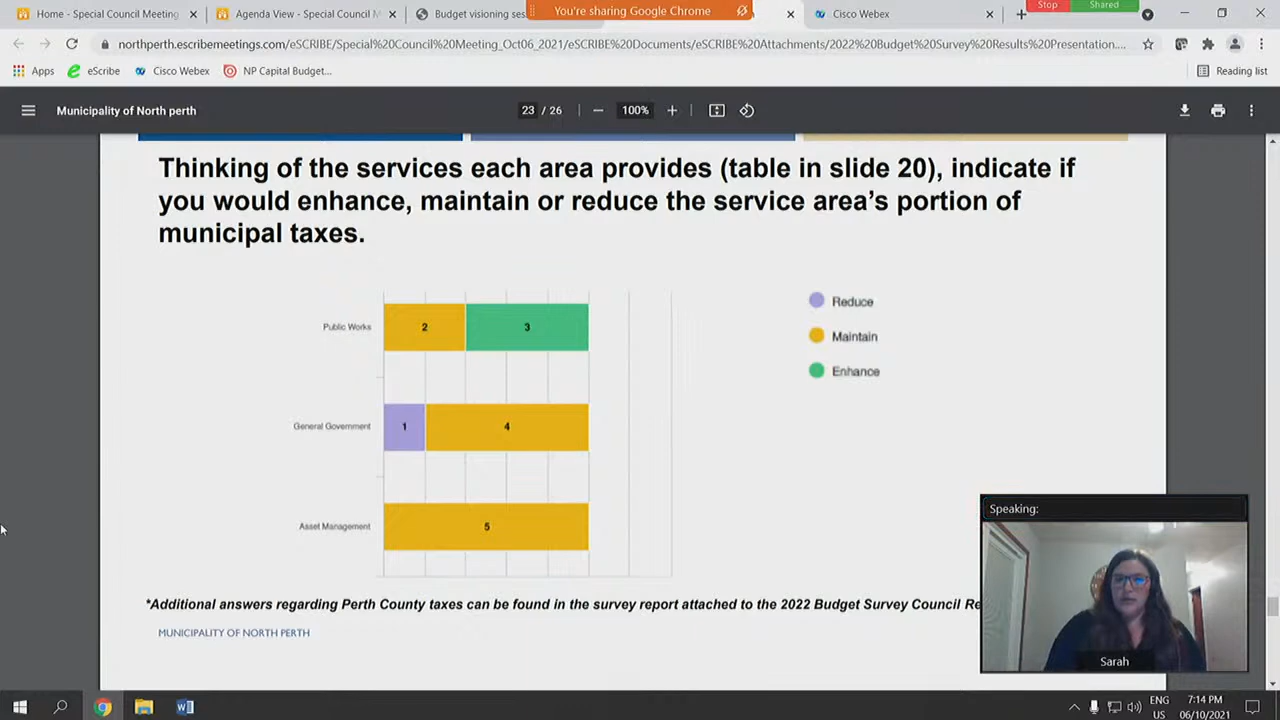 Home - Special Council Meeting
Agenda View - Special Council M
Budget visioning ses
You're sharing Google Chrome
Cisco Webex
Stop
Shared
northperth.escribemeetings.com/eSCRIBE/Special%20Council%20Meeting_Oct06_2021/eSCRIBE%20Documents/eSCRIBE%20Attachments/2022%20Budget%20Survey%20Results%20Presentation....
Apps
eScribe
Cisco Webex
NP Capital Budget...
Reading list
Municipality of North perth
23 / 26
100%
Thinking of the services each area provides (table in slide 20), indicate if
you would enhance, maintain or reduce the service area's portion of
municipal taxes.
Reduce
Maintain
Enhance
Public Works
2
3
General Government
1
4
Asset Management
5
Speaking:
Sarah
*Additional answers regarding Perth County taxes can be found in the survey report attached to the 2022 Budget Survey Council Re
MUNICIPALITY OF NORTH PERTH
ENG
US
7:14 PM
06/10/2021